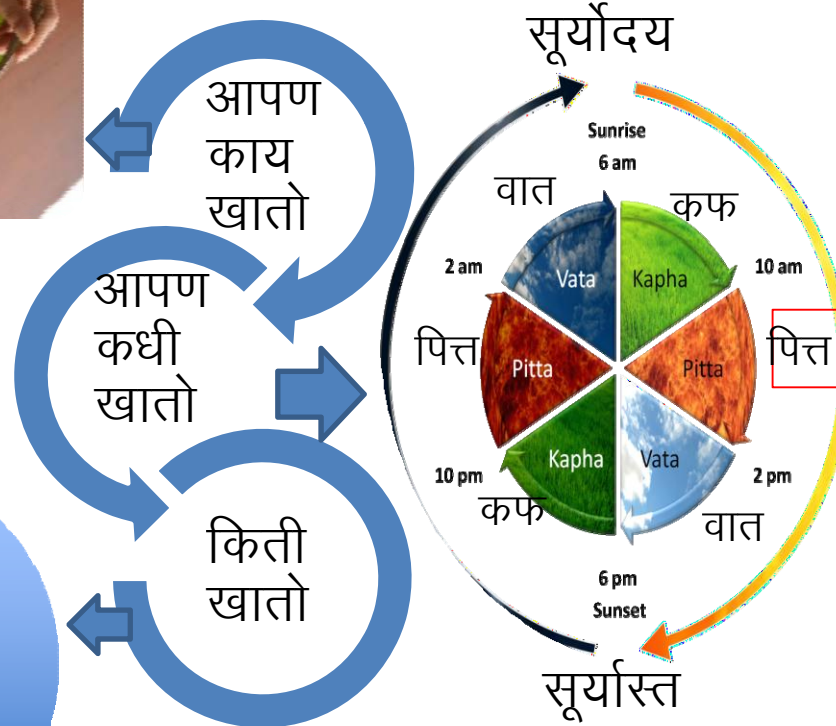 आपण
काय
खातो
आपण
कधी
खातो
किती
खातो
सूर्योदय
Sunrise
6 am
वात
कफ
2 am
Vata
Kapha
10 am
पित्त
Pitta
Pitta
पित्त
10 pm
Kapha
Vata
2 pm
कफ
वात
6 pm
Sunset
सूर्यास्त